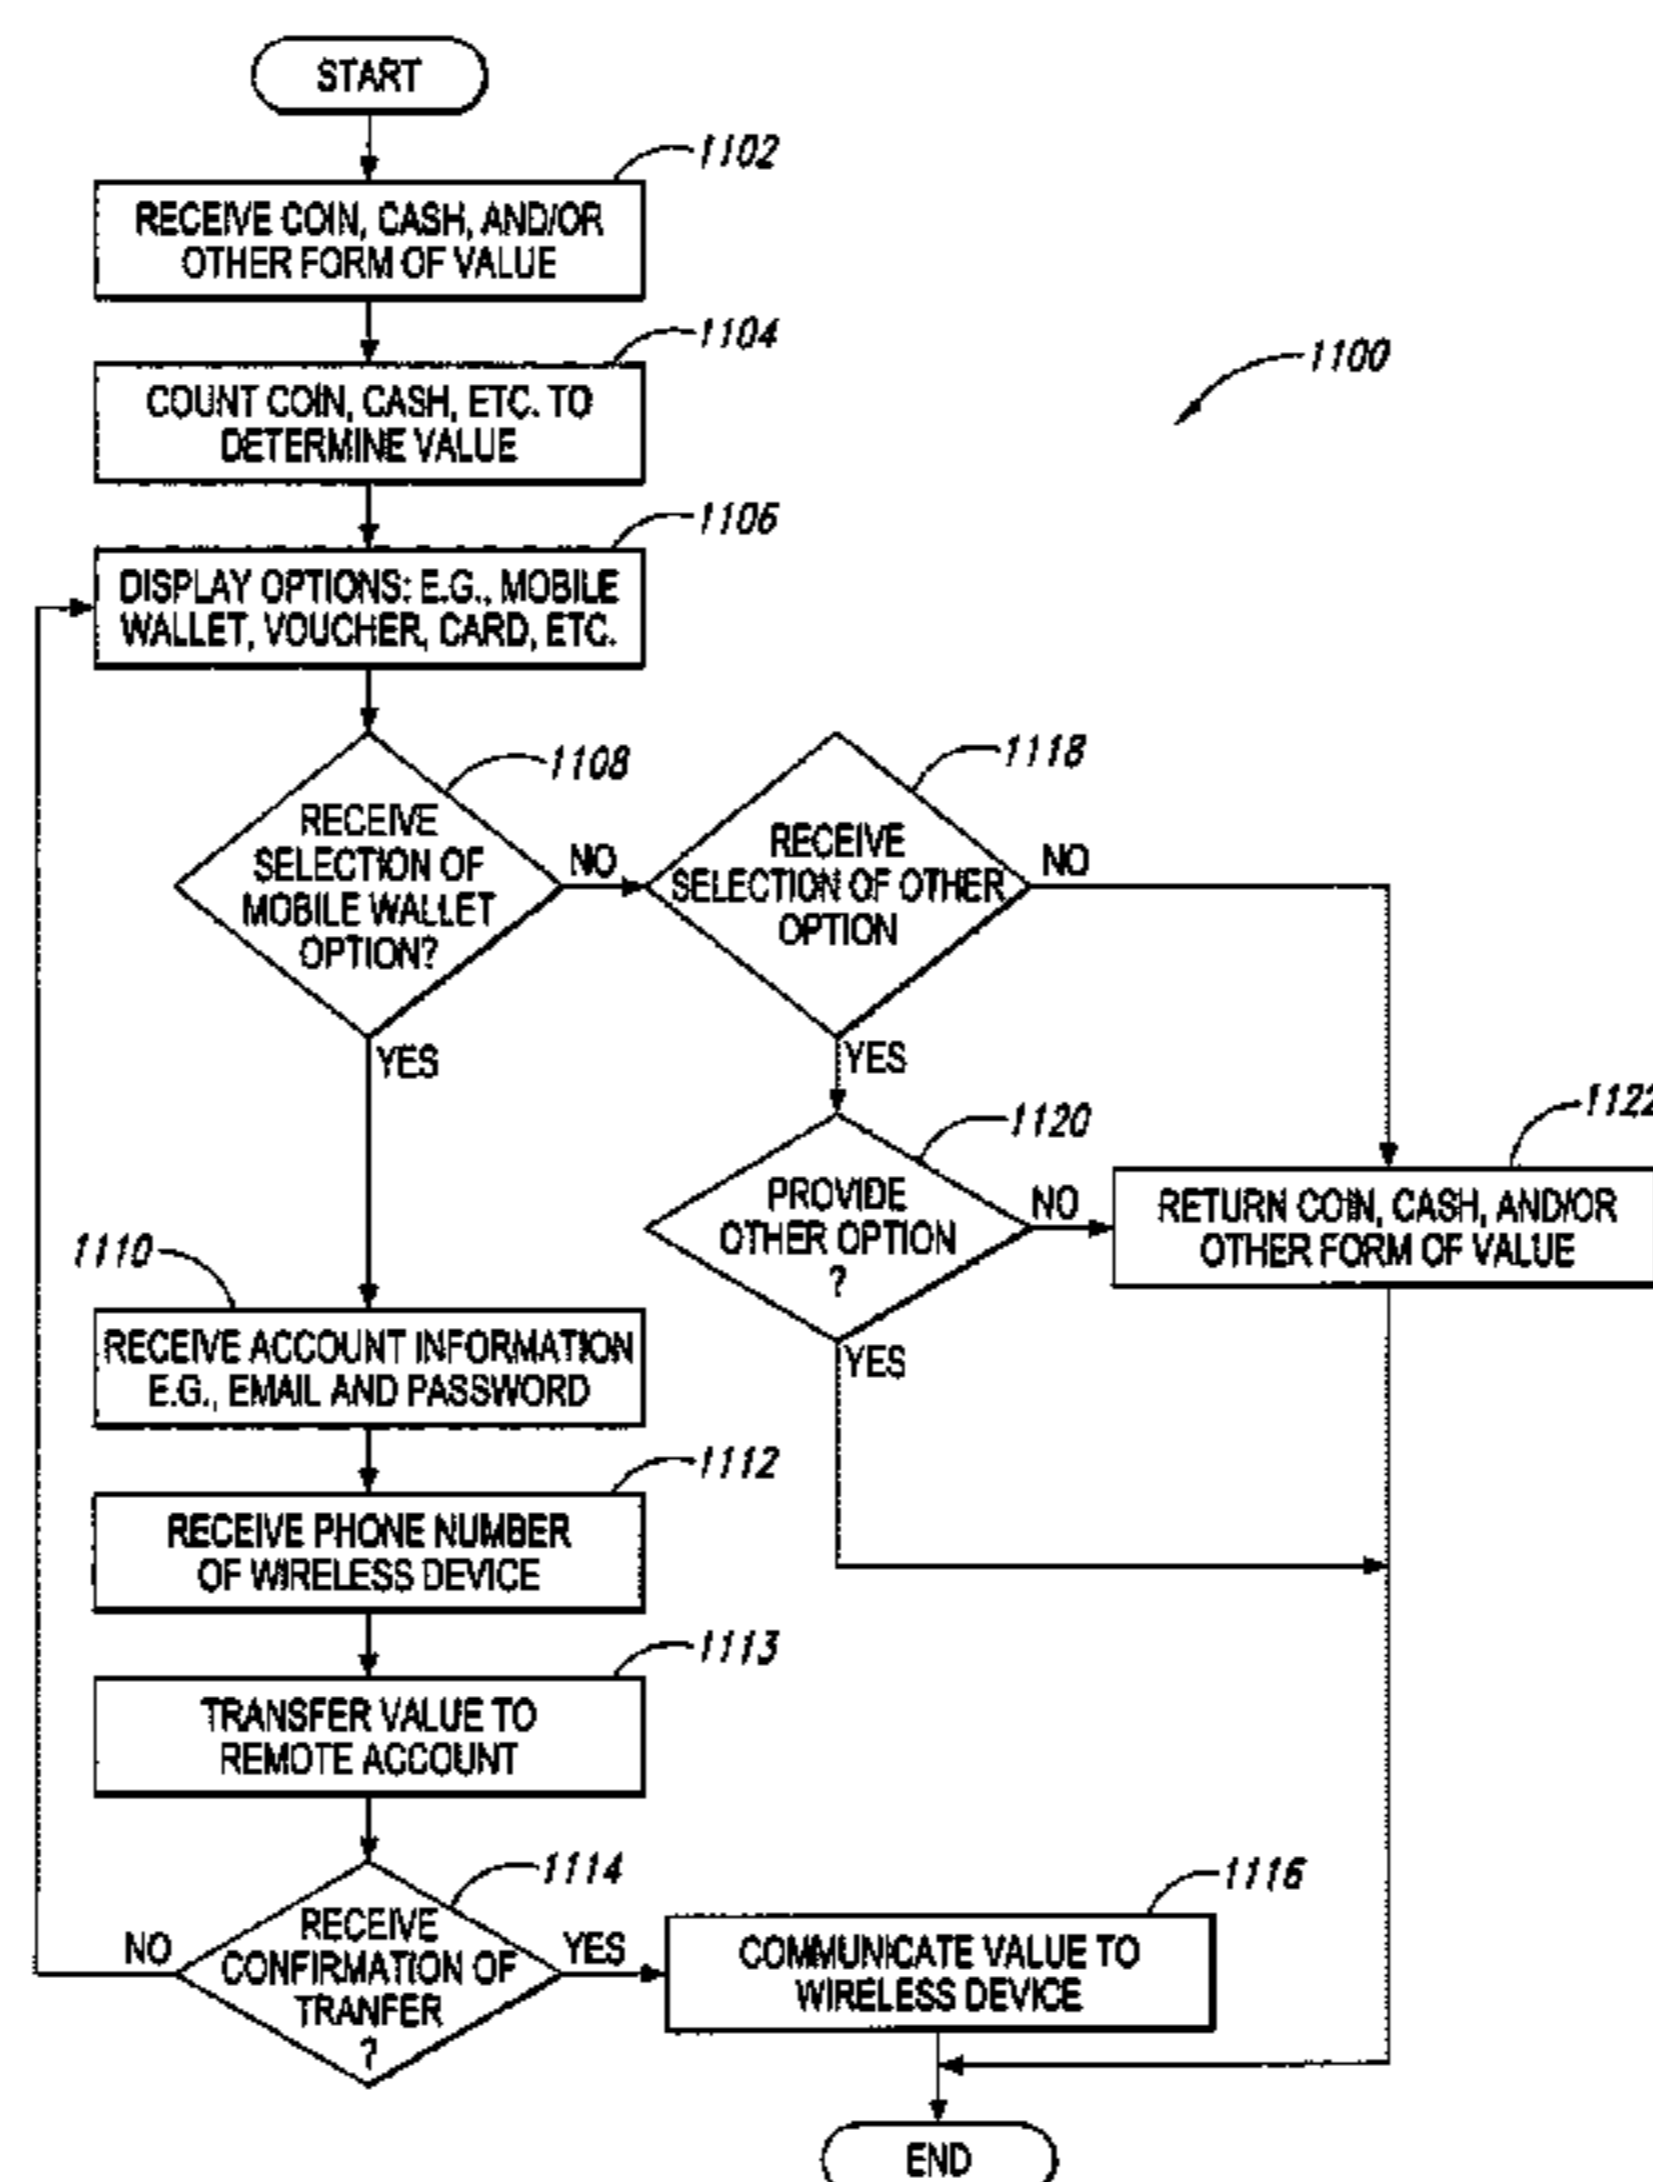 START
1102
RECEIVE COIN, CASH, AND/OR
OTHER FORM OF VALUE
1104
COUNT COIN, CASH, ETC. TO
DETERMINE VALUE
1100
1106
DISPLAY OPTIONS: E.G., MOBILE
WALLET, VOUCHER, CARD, ETC.
1108
RECEIVE
SELECTION OF
MOBILE WALLET
OPTION?
NO
YES
1118
RECEIVE
SELECTION OF OTHER
OPTION
NO
YES
1120
PROVIDE
OTHER OPTION
?
NO
YES
1122
RETURN COIN, CASH, AND/OR
OTHER FORM OF VALUE
1110
RECEIVE ACCOUNT INFORMATION
E.G., EMAIL AND PASSWORD
1112
RECEIVE PHONE NUMBER
OF WIRELESS DEVICE
1113
TRANSFER VALUE TO
REMOTE ACCOUNT
1114
RECEIVE
CONFIRMATION OF
TRANFER
?
NO
YES
1116
COMMUNICATE VALUE TO
WIRELESS DEVICE
END